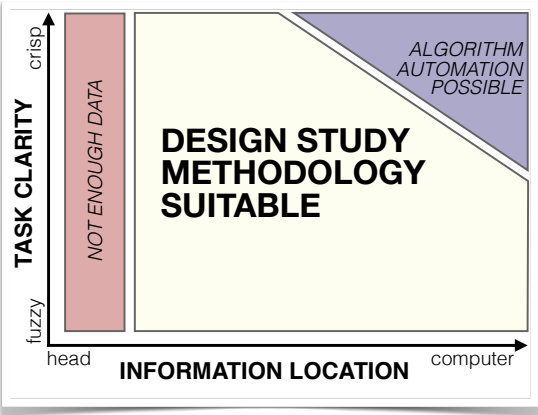 crisp
TASK CLARITY
fuzzy
NOT ENOUGH DATA
DESIGN STUDY
METHODOLOGY
SUITABLE
ALGORITHM
AUTOMATION
POSSIBLE
head
INFORMATION LOCATION
computer